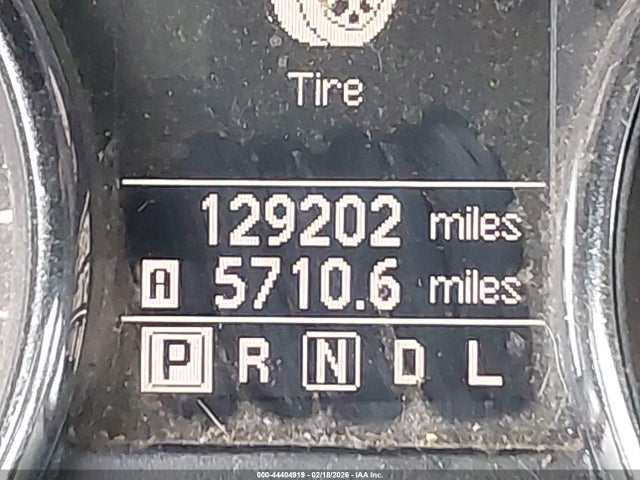 Tire
129202 miles
A 5710.6 miles
P R N D L
000-44404919 - 02/18/2026 - IAA Inc.